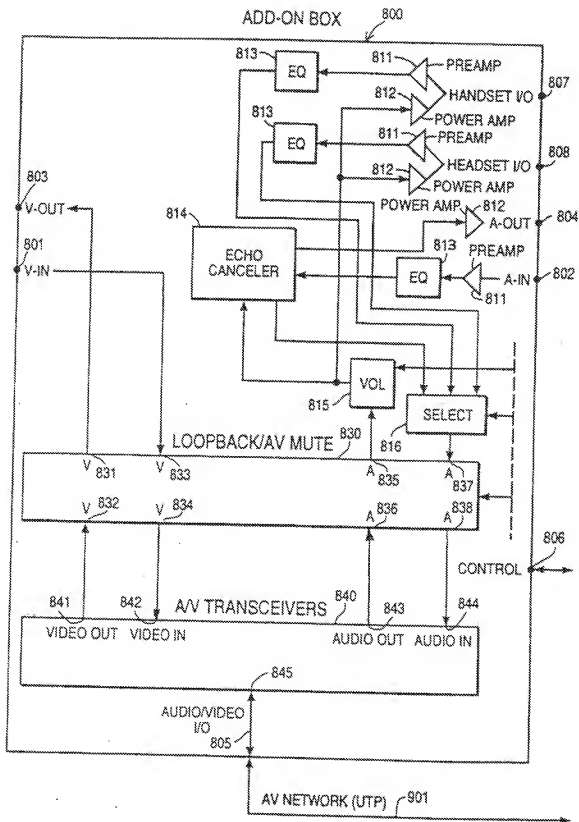 ADD-ON BOX
800
813
811
PREAMP
EQ
807
812
HANDSET I/O
POWER AMP
813
811
PREAMP
EQ
808
812
HEADSET I/O
POWER AMP
803
POWER AMP
812
814
V-OUT
A-OUT
804
801
813
PREAMP
ECHO
CANCELER
V-IN
EQ
A-IN
802
811
VOL
815
SELECT
816
LOOPBACK/AV MUTE
830
V
831
V
833
A
835
A
837
V
832
V
834
A
836
A
838
806
CONTROL
841
842
A/V TRANSCEIVERS
840
843
844
VIDEO OUT
VIDEO IN
AUDIO OUT
AUDIO IN
845
AUDIO/VIDEO
I/O
805
AV NETWORK (UTP)
901